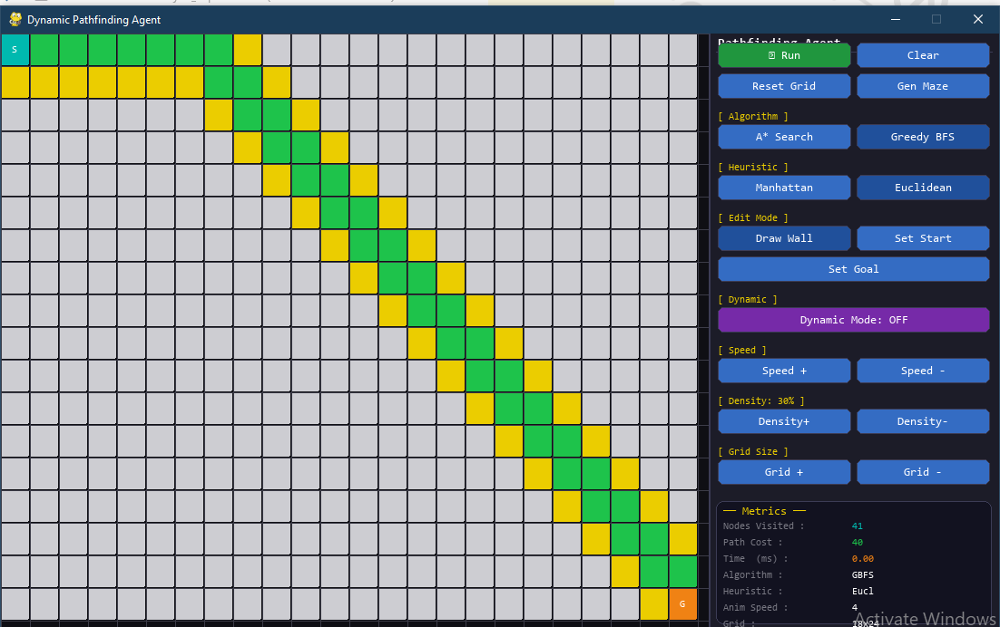 Dynamic Pathfinding Agent
Pathfinding Agent
Run Clear
Reset Grid Gen Maze
[ Algorithm ]
A* Search Greedy BFS
[ Heuristic ]
Manhattan Euclidean
[ Edit Mode ]
Draw Wall Set Start
Set Goal
[ Dynamic ]
Dynamic Mode: OFF
[ Speed ]
Speed + Speed -
[ Density: 30% ]
Density+ Density-
[ Grid Size ]
Grid + Grid -
Metrics
Nodes Visited : 41
Path Cost : 40
Time (ms) : 0.00
Algorithm : GBFS
Heuristic : Eucl
Anim Speed : 4
Grid : 18x24
Activate Windows
S
G